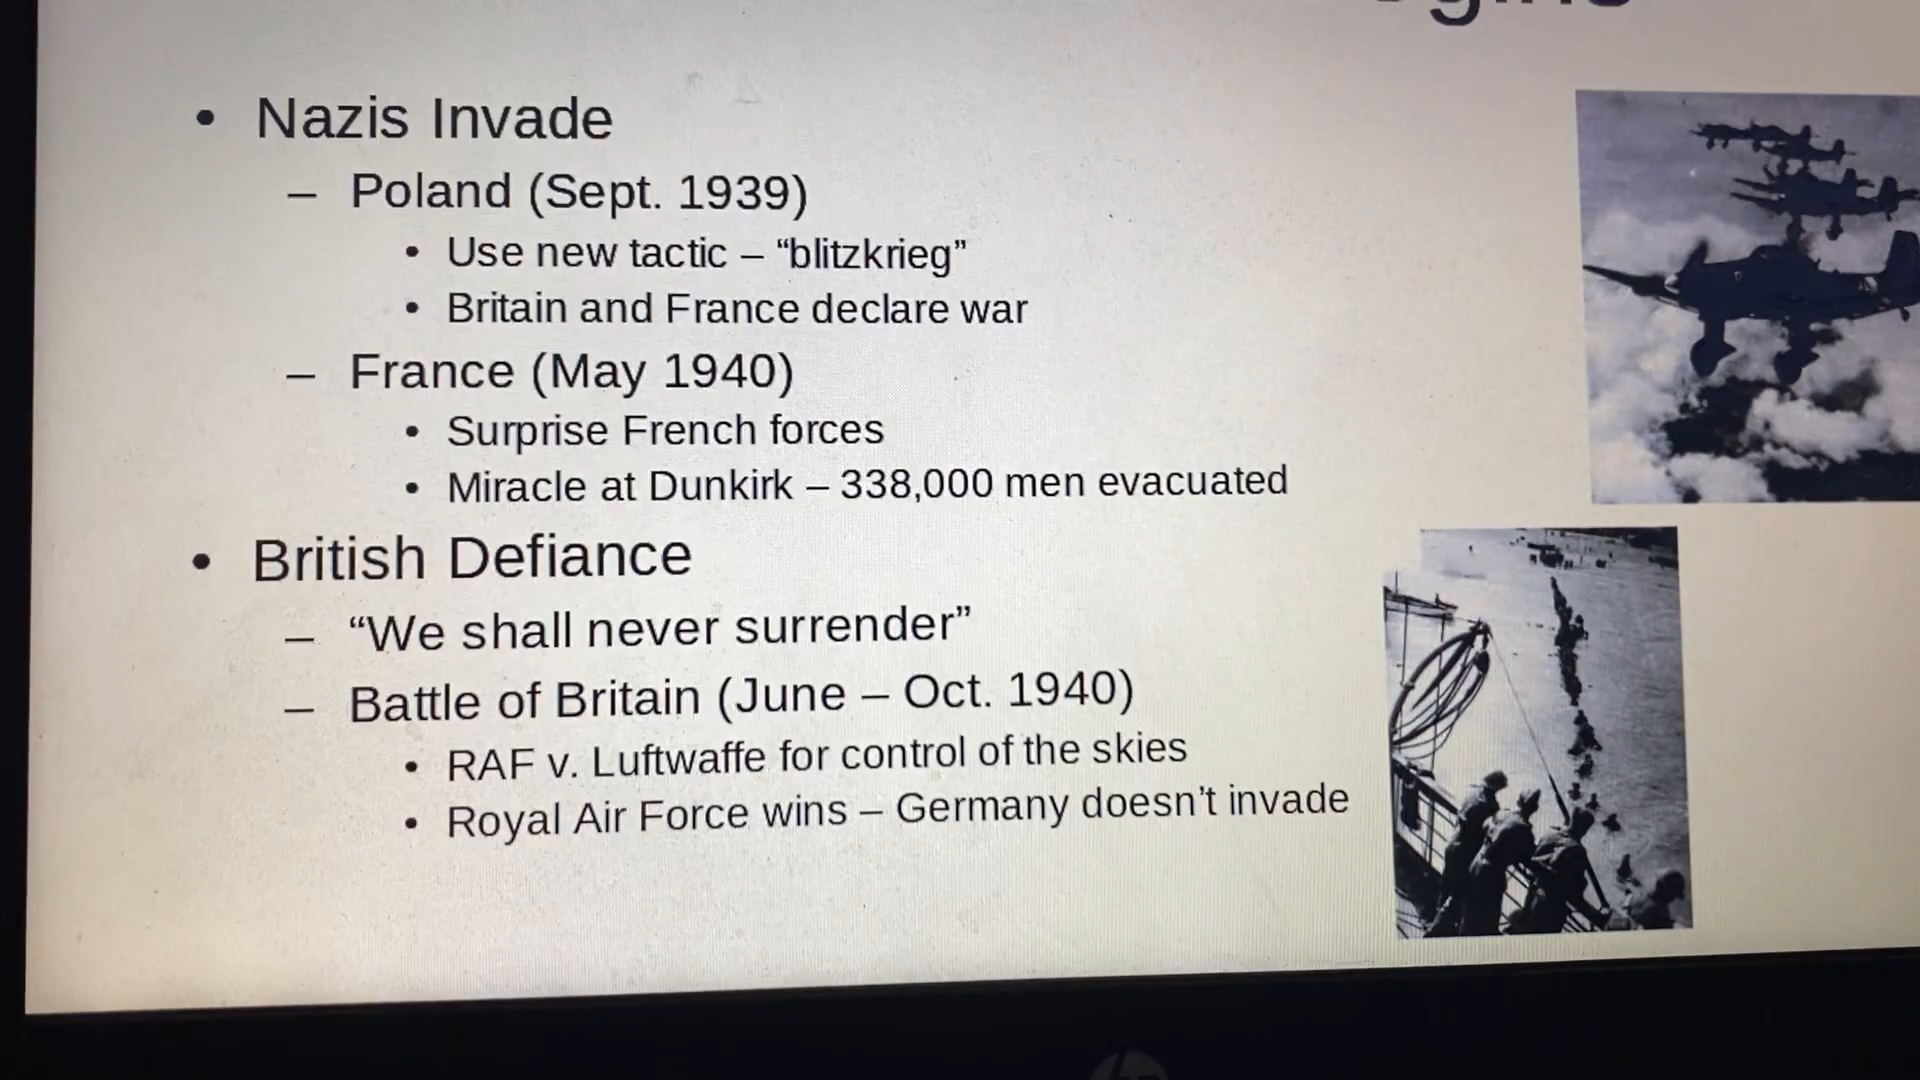 • Nazis Invade
– Poland (Sept. 1939)
• Use new tactic – “blitzkrieg”
• Britain and France declare war
– France (May 1940)
• Surprise French forces
• Miracle at Dunkirk – 338,000 men evacuated
• British Defiance
– “We shall never surrender”
– Battle of Britain (June – Oct. 1940)
• RAF v. Luftwaffe for control of the skies
• Royal Air Force wins – Germany doesn’t invade